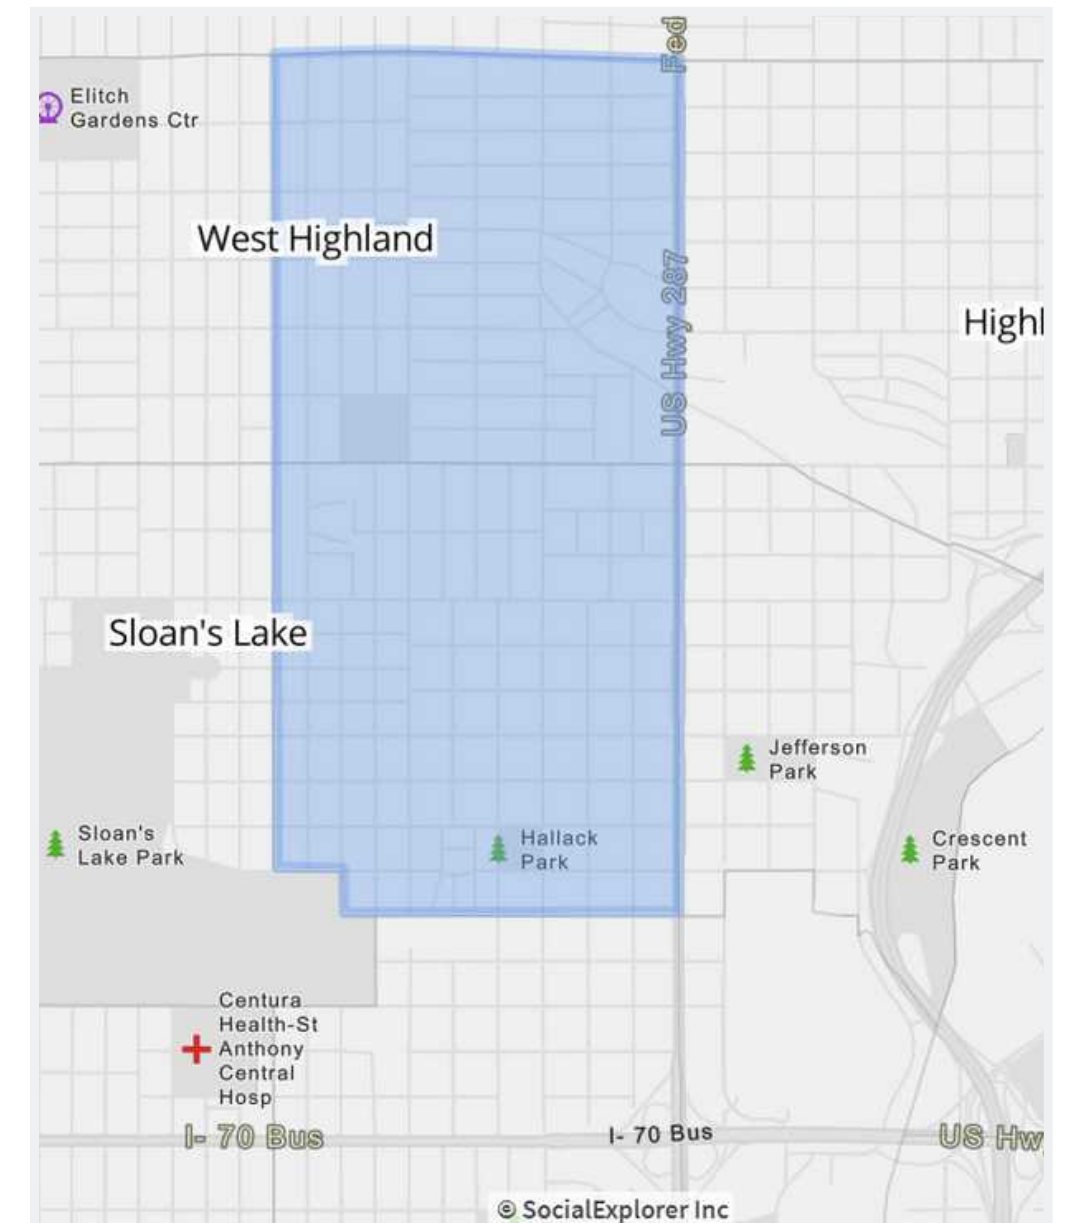 Fed
Elitch
Gardens Ctr
West Highland
US Hwy 287
Highl
Sloan's Lake
Jefferson
Park
Sloan's
Lake Park
Hallack
Park
Crescent
Park
Centura
Health-St
Anthony
Central
Hosp
I- 70 Bus
I- 70 Bus
US Hw
© SocialExplorer Inc